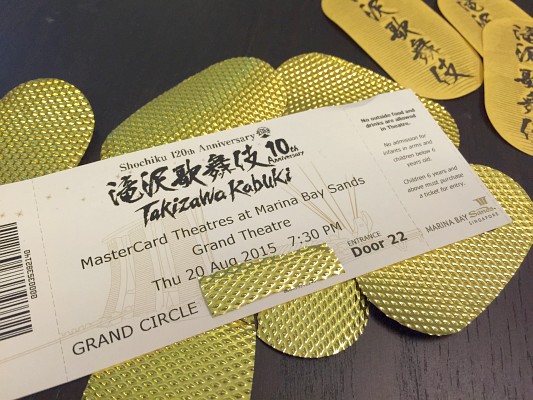 滝沢歌舞伎
滝沢
滝沢歌舞伎
Shochiku 120th Anniversary
滝沢歌舞伎 10th Anniversary
Takizawa Kabuki
MasterCard Theatres at Marina Bay Sands
Grand Theatre
Thu 20 Aug 2015 7:30 PM
GRAND CIRCLE
ENTRANCE
Door 22
No outside food and
drinks are allowed
in Theatre.
No admission for
infants in arms and
children below 6
years old.
Children 6 years and
above must purchase
a ticket for entry.
MARINA BAY Sands
SINGAPORE
0000353802140